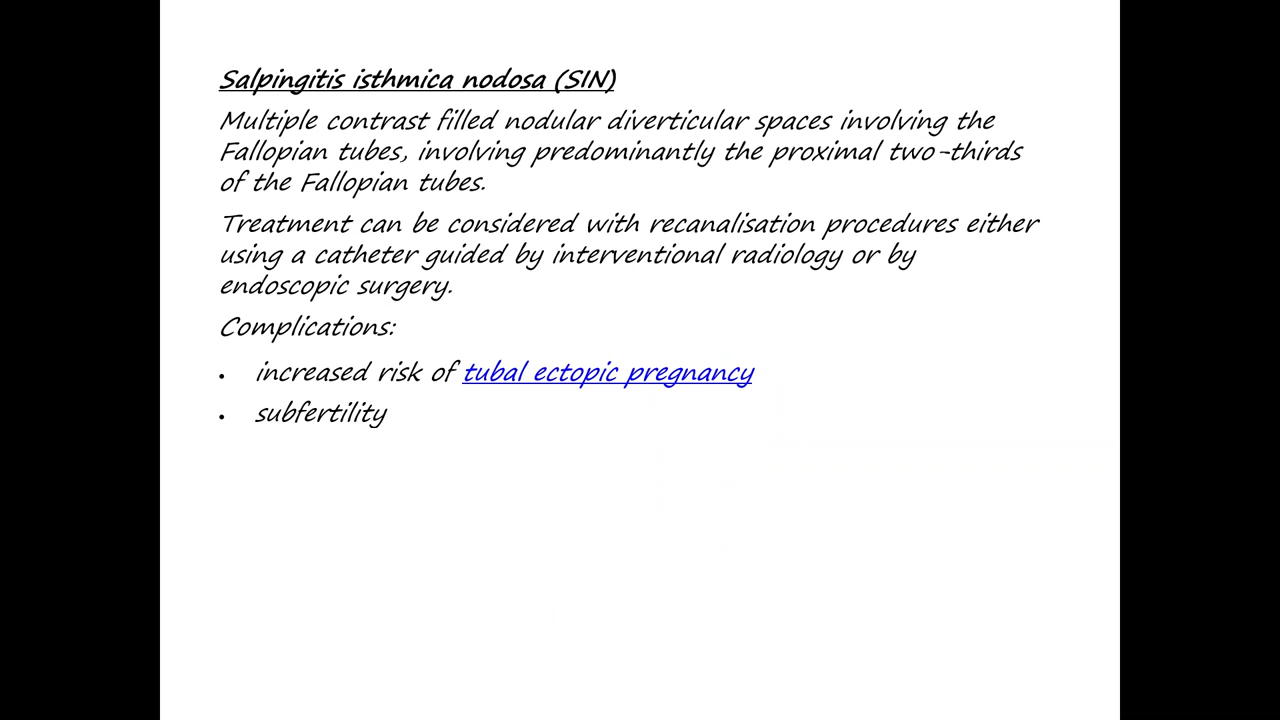 Salpingitis isthmica nodosa (SIN)
Multiple contrast filled nodular diverticular spaces involving the
Fallopian tubes, involving predominantly the proximal two-thirds
of the Fallopian tubes.
Treatment can be considered with recanalisation procedures either
using a catheter guided by interventional radiology or by
endoscopic surgery.
Complications:
• increased risk of tubal ectopic pregnancy
• subfertility